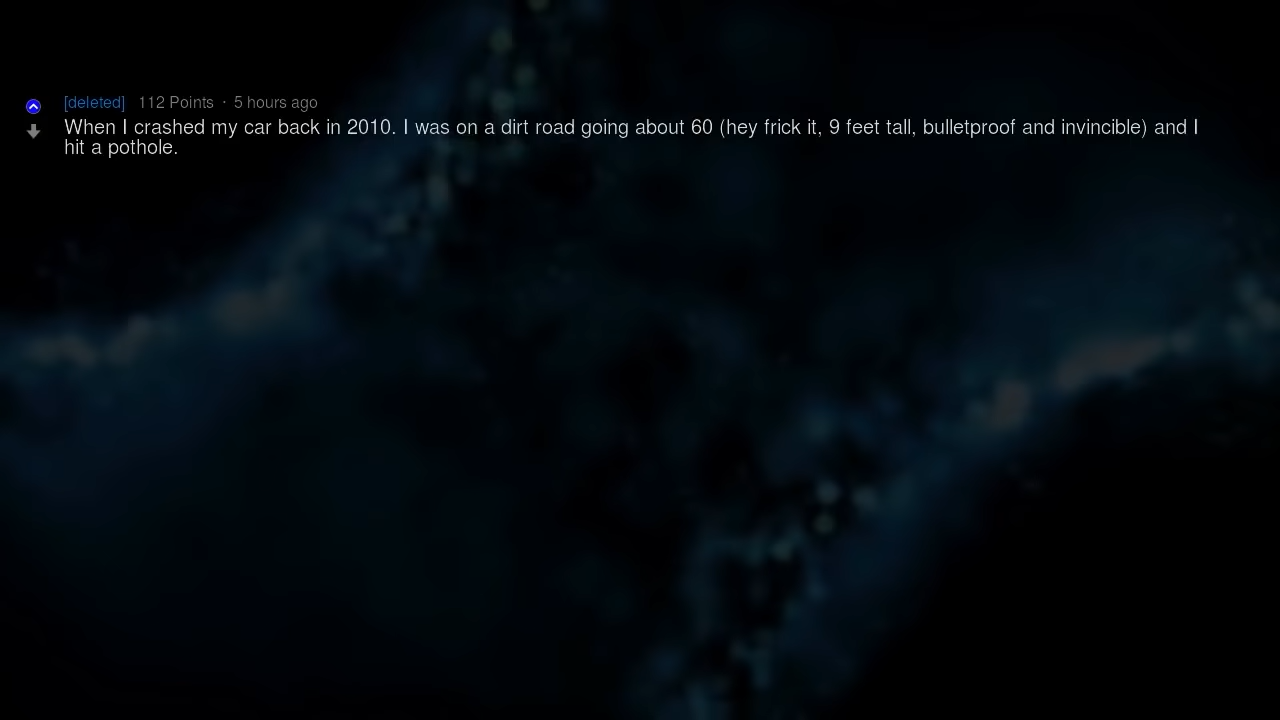 [deleted] 112 Points · 5 hours ago
When I crashed my car back in 2010. I was on a dirt road going about 60 (hey frick it, 9 feet tall, bulletproof and invincible) and I
hit a pothole.